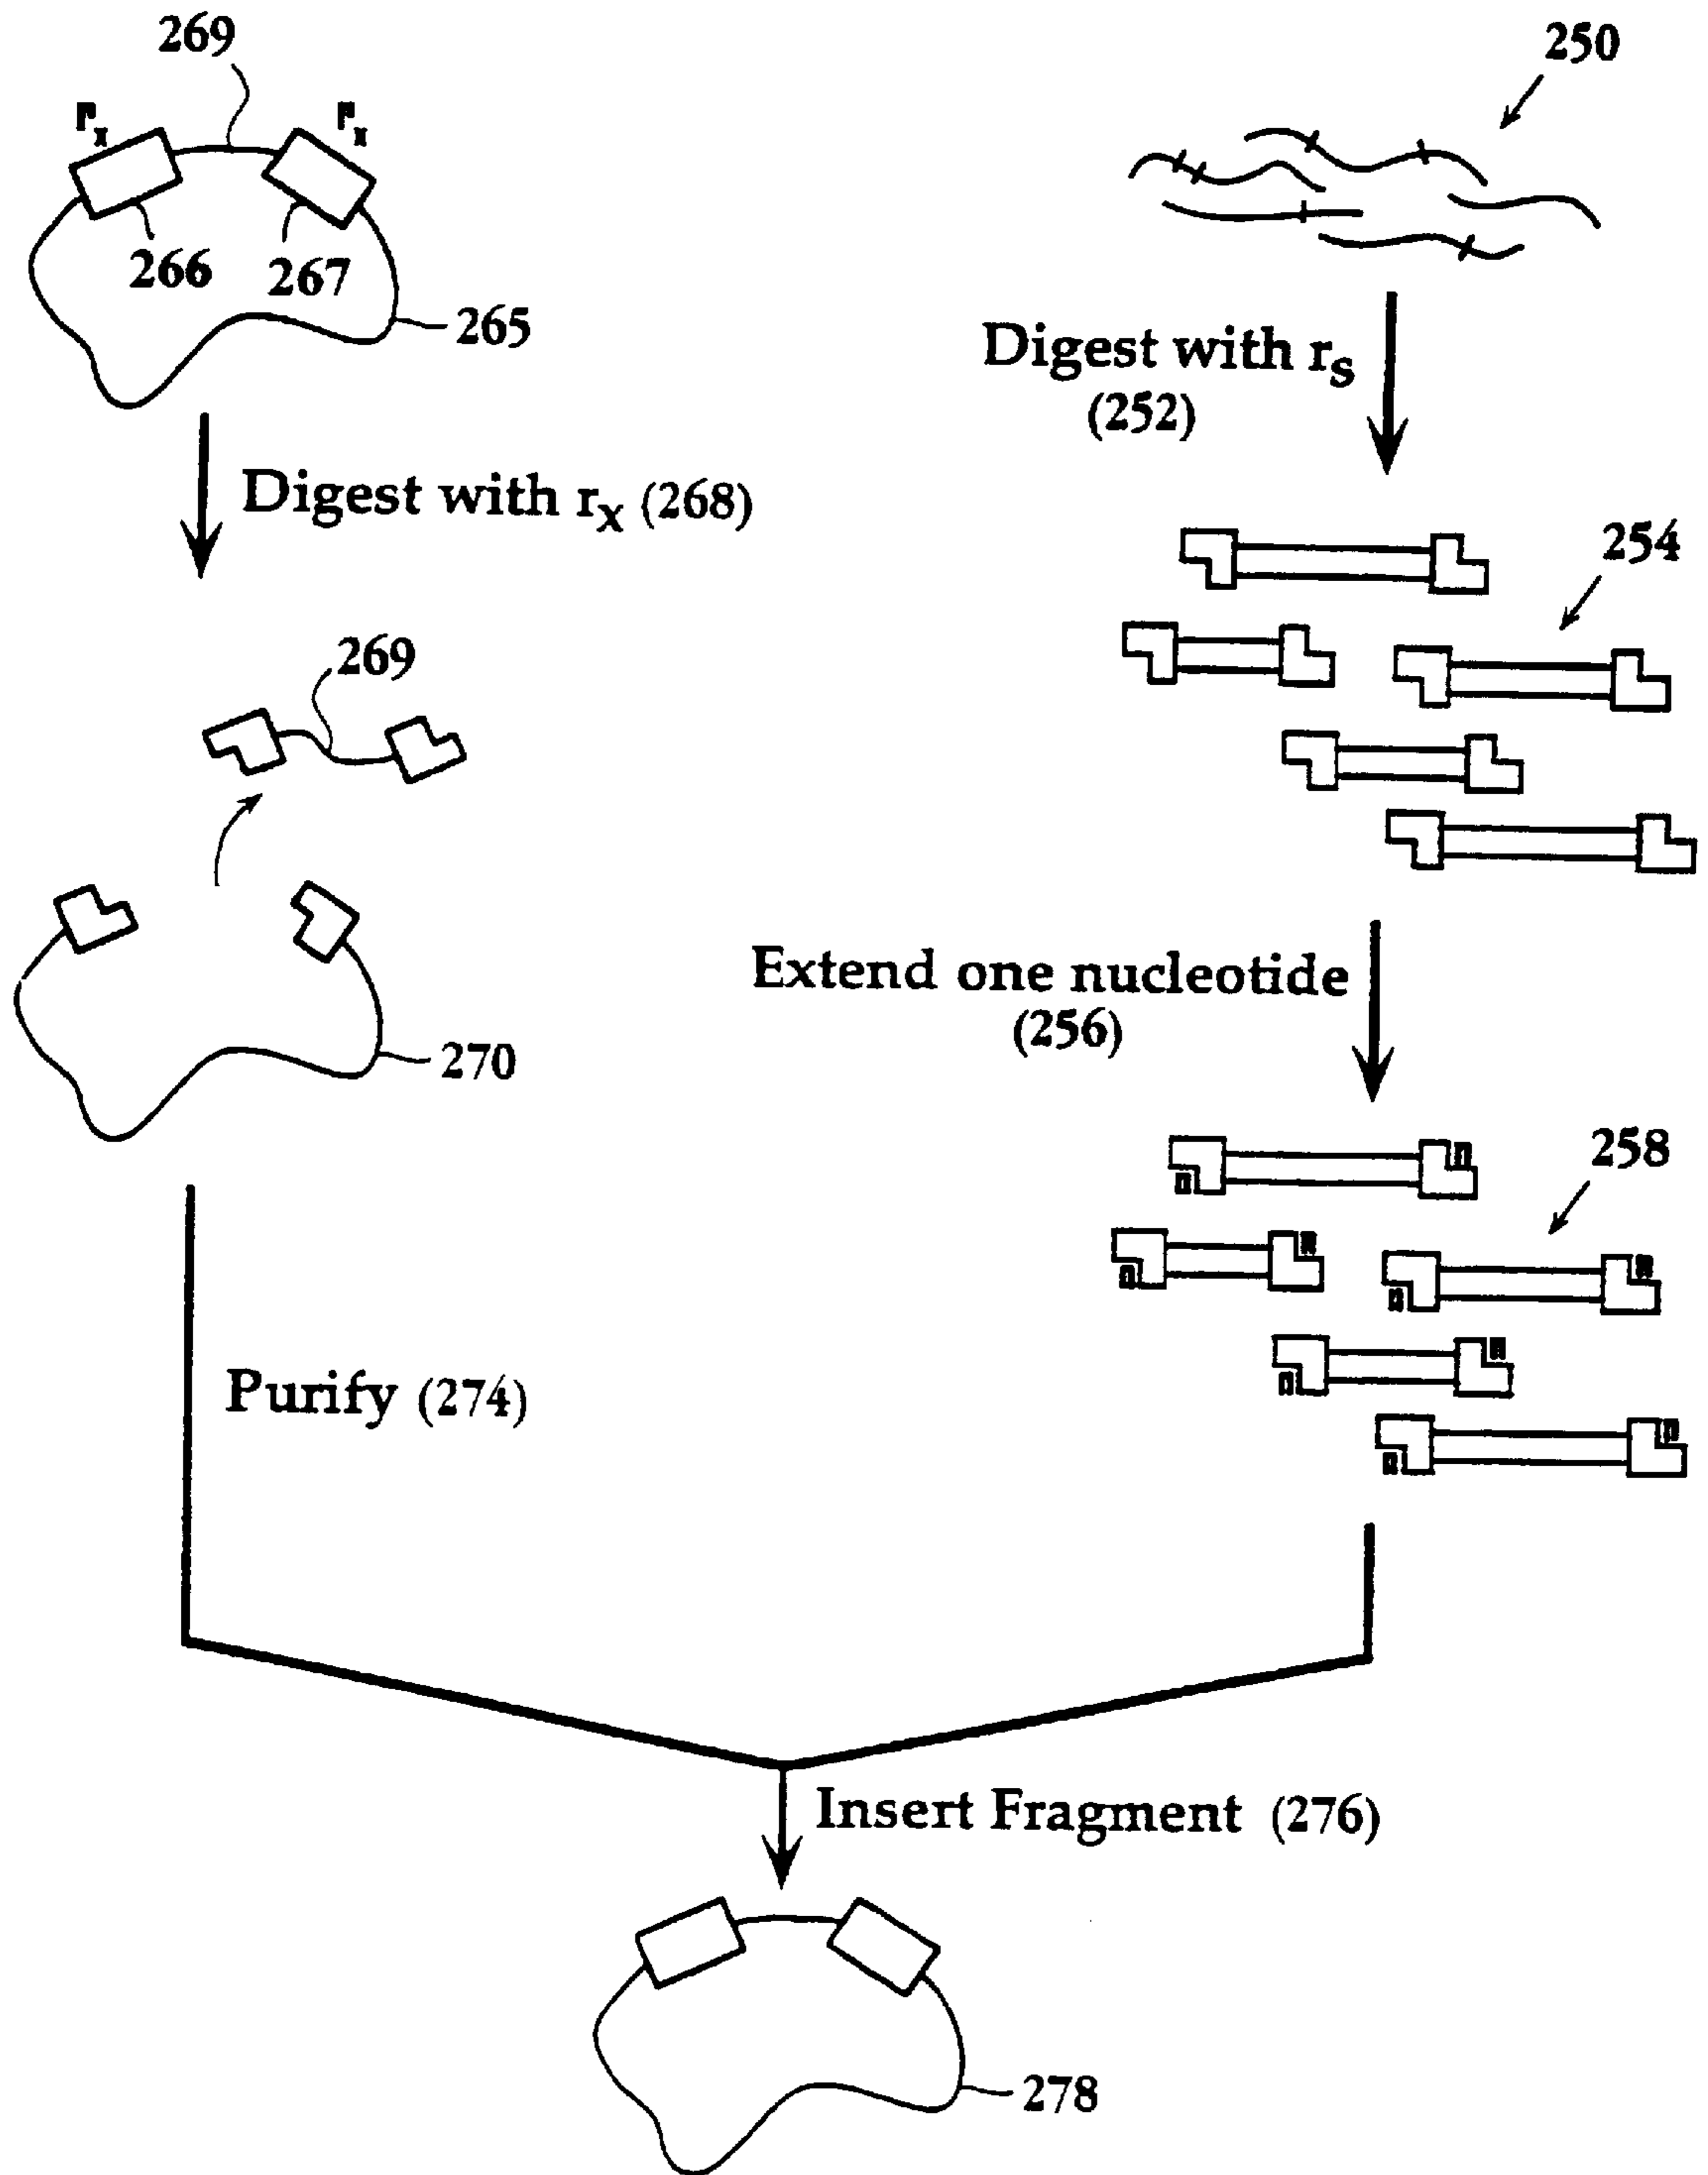 269
250
rx
rx
266
267
265
Digest with rs
(252)
Digest with rx (268)
254
269
Extend one nucleotide
(256)
270
258
Purify (274)
Insert Fragment (276)
278